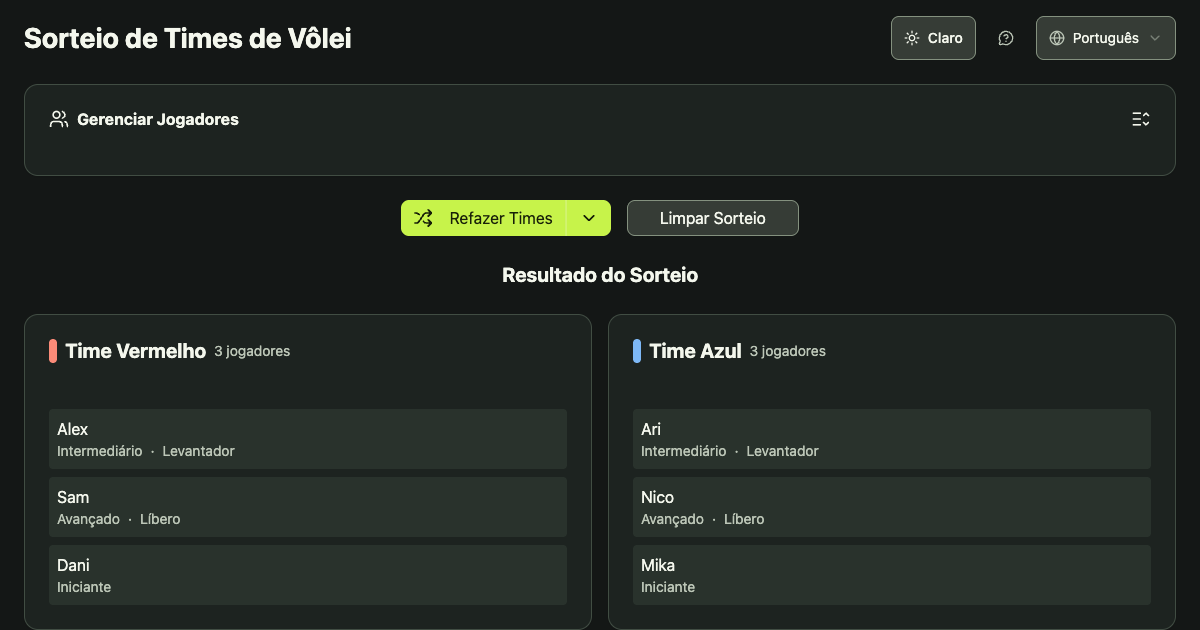 Sorteio de Times de Vôlei
Claro
Português
Gerenciar Jogadores
Refazer Times
Limpar Sorteio
Resultado do Sorteio
Time Vermelho 3 jogadores
Alex
Intermediário · Levantador
Sam
Avançado · Líbero
Dani
Iniciante
Time Azul 3 jogadores
Ari
Intermediário · Levantador
Nico
Avançado · Líbero
Mika
Iniciante